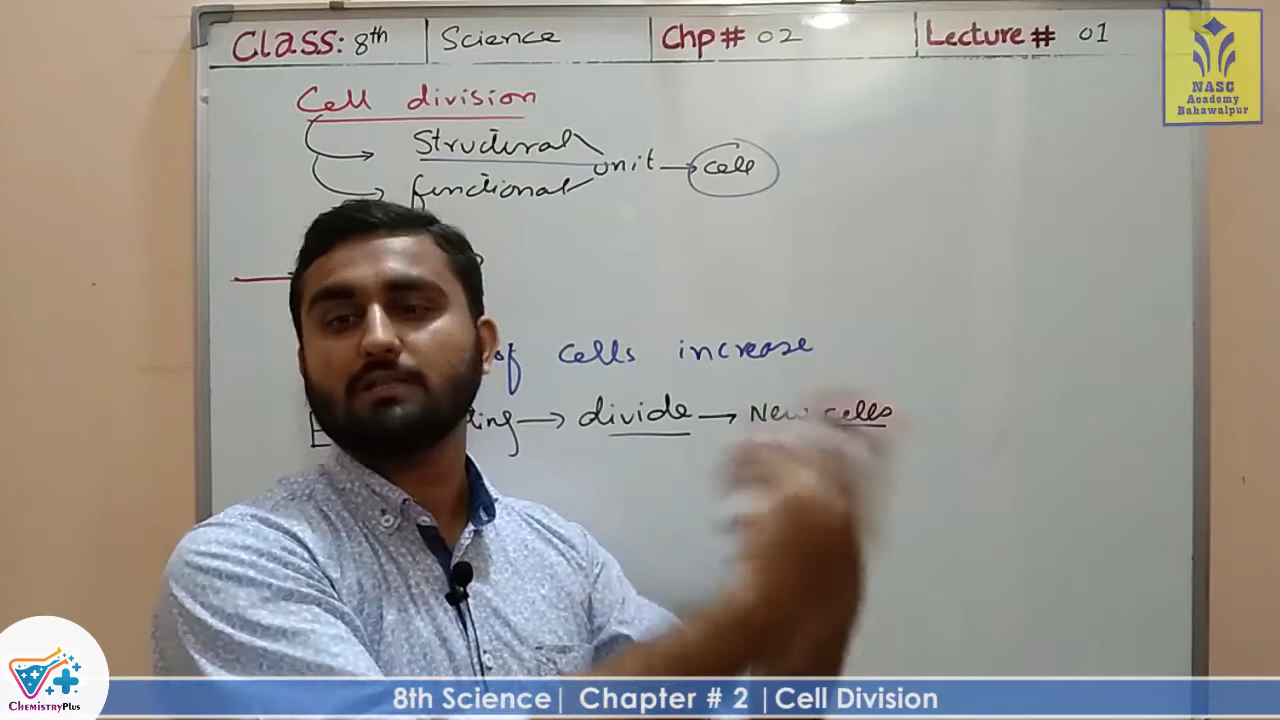 Class: 8th Science Chp # 02 Lecture # 01
NASG
Academy
Bahawalpur
Cell division
Structural
unit → cell
functional
of cells increase
→ divide → New cells
ChemistryPlus
8th Science| Chapter # 2 |Cell Division